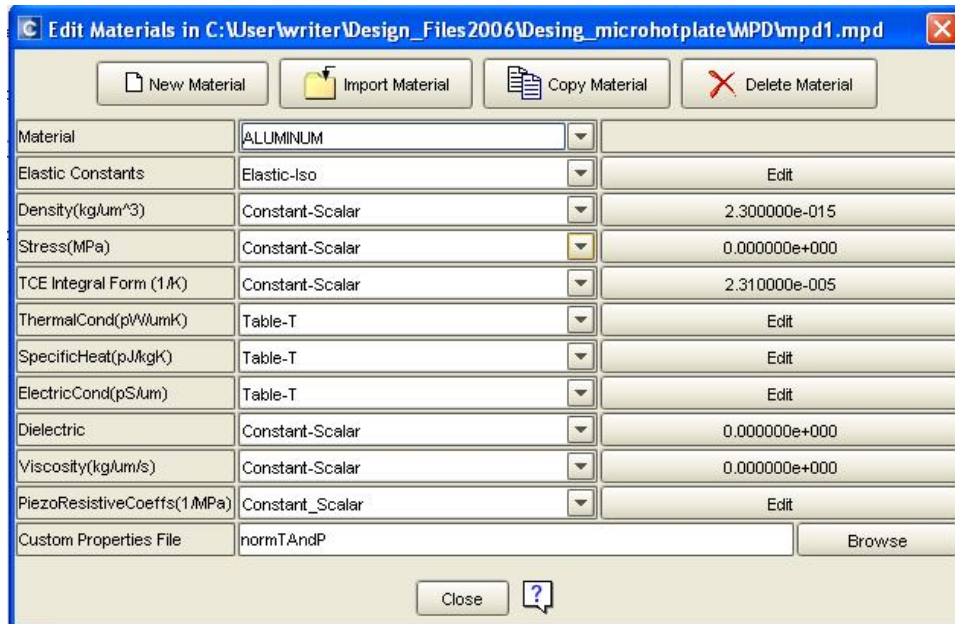 C Edit Materials in C:\User\writer\Design_Files2006\Desing_microhotplate\MPD\mpd1.mpd
New Material Import Material Copy Material Delete Material
Material ALUMINUM
Elastic Constants Elastic-Iso Edit
Density(kg/um^3) Constant-Scalar 2.300000e-015
Stress(MPa) Constant-Scalar 0.000000e+000
TCE Integral Form (1/K) Constant-Scalar 2.310000e-005
ThermalCond(pW/umK) Table-T Edit
SpecificHeat(pJ/kgK) Table-T Edit
ElectricCond(pS/um) Table-T Edit
Dielectric Constant-Scalar 0.000000e+000
Viscosity(kg/um/s) Constant-Scalar 0.000000e+000
PiezoResistiveCoeffs(1/MPa) Constant_Scalar Edit
Custom Properties File normTAndP Browse
Close ?